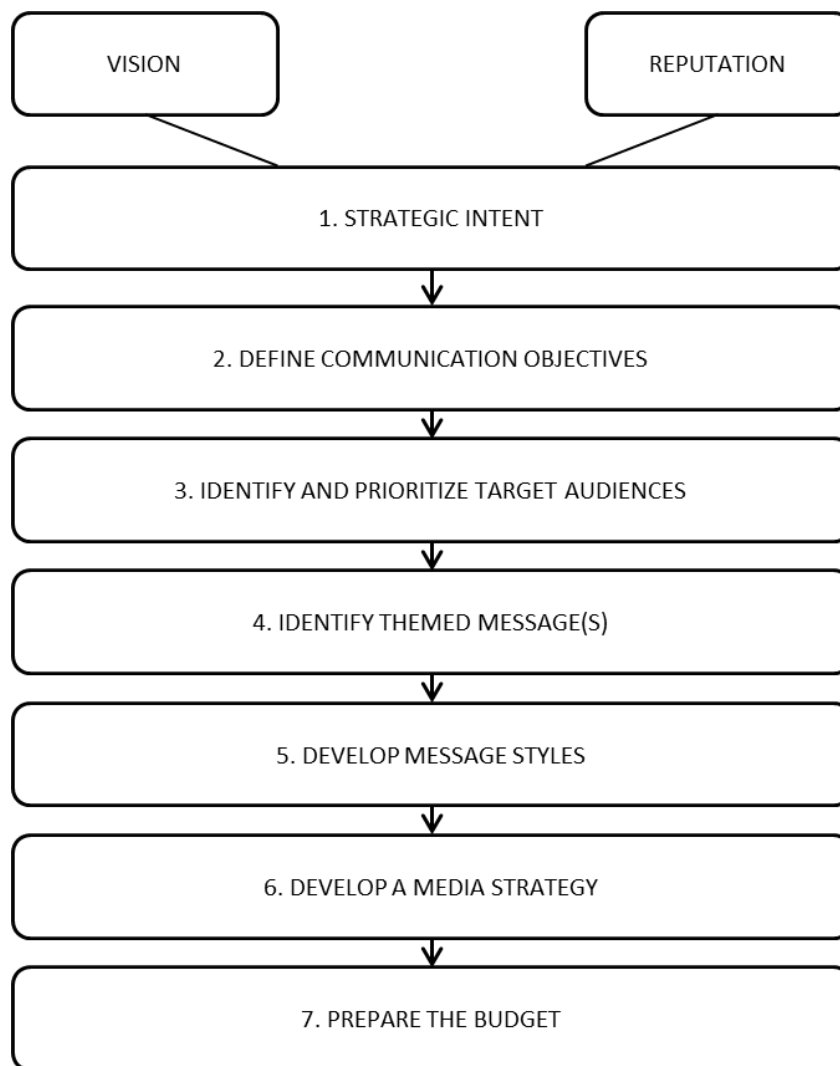 VISION
REPUTATION
1. STRATEGIC INTENT
2. DEFINE COMMUNICATION OBJECTIVES
3. IDENTIFY AND PRIORITIZE TARGET AUDIENCES
4. IDENTIFY THEMED MESSAGE(S)
5. DEVELOP MESSAGE STYLES
6. DEVELOP A MEDIA STRATEGY
7. PREPARE THE BUDGET